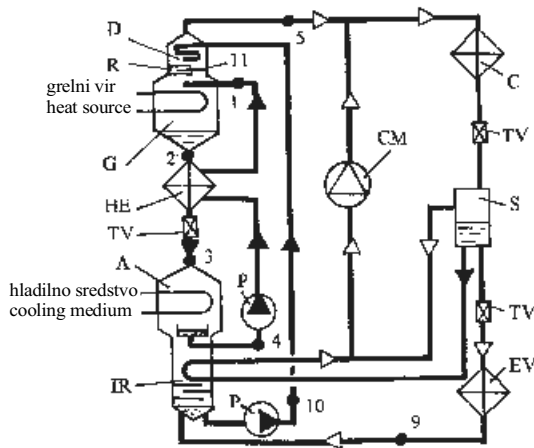 5
D
R
11
grelni vir
heat source
1
C
G
TV
2
CM
HE
S
TV
3
A
hladilno sredstvo
cooling medium
P
TV
4
EV
P
10
9